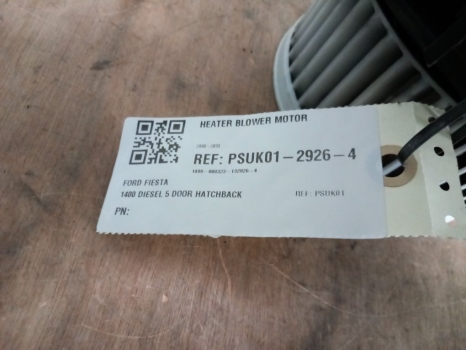 HEATER BLOWER MOTOR
REF: PSUK01-2926-4
FORD FIESTA
1400 DIESEL 5 DOOR HATCHBACK
REF: PSUK01
PN: